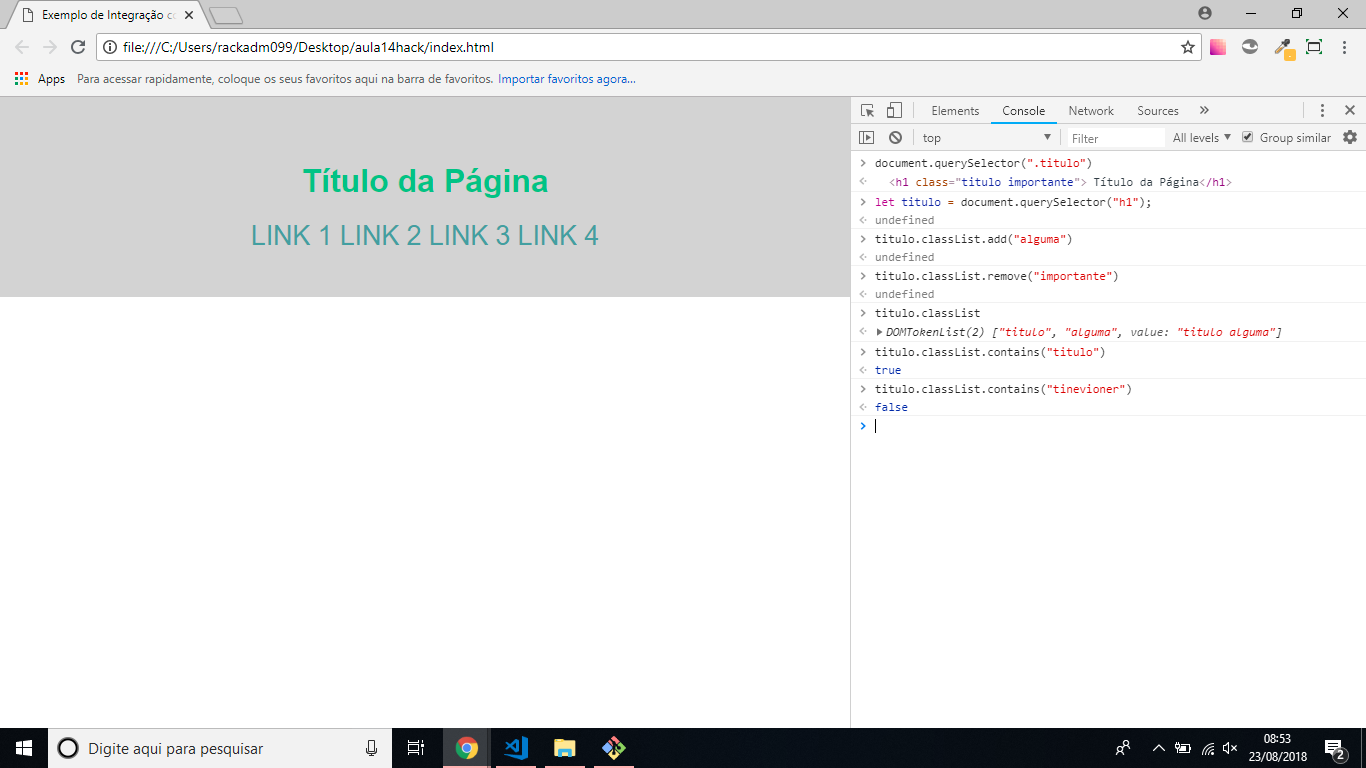 Exemplo de Integração co
file:///C:/Users/rackadm099/Desktop/aula14hack/index.html
Apps Para acessar rapidamente, coloque os seus favoritos aqui na barra de favoritos. Importar favoritos agora...
Título da Página
LINK 1 LINK 2 LINK 3 LINK 4
Elements Console Network Sources »
top Filter All levels Group similar
document.querySelector(".titulo")
<h1 class="titulo importante"> Título da Página</h1>
let titulo = document.querySelector("h1");
undefined
titulo.classList.add("alguma")
undefined
titulo.classList.remove("importante")
undefined
titulo.classList
DOMTokenList(2) ["titulo", "alguma", value: "titulo alguma"]
titulo.classList.contains("titulo")
true
titulo.classList.contains("tinevioner")
false
Digite aqui para pesquisar
08:53
23/08/2018
2